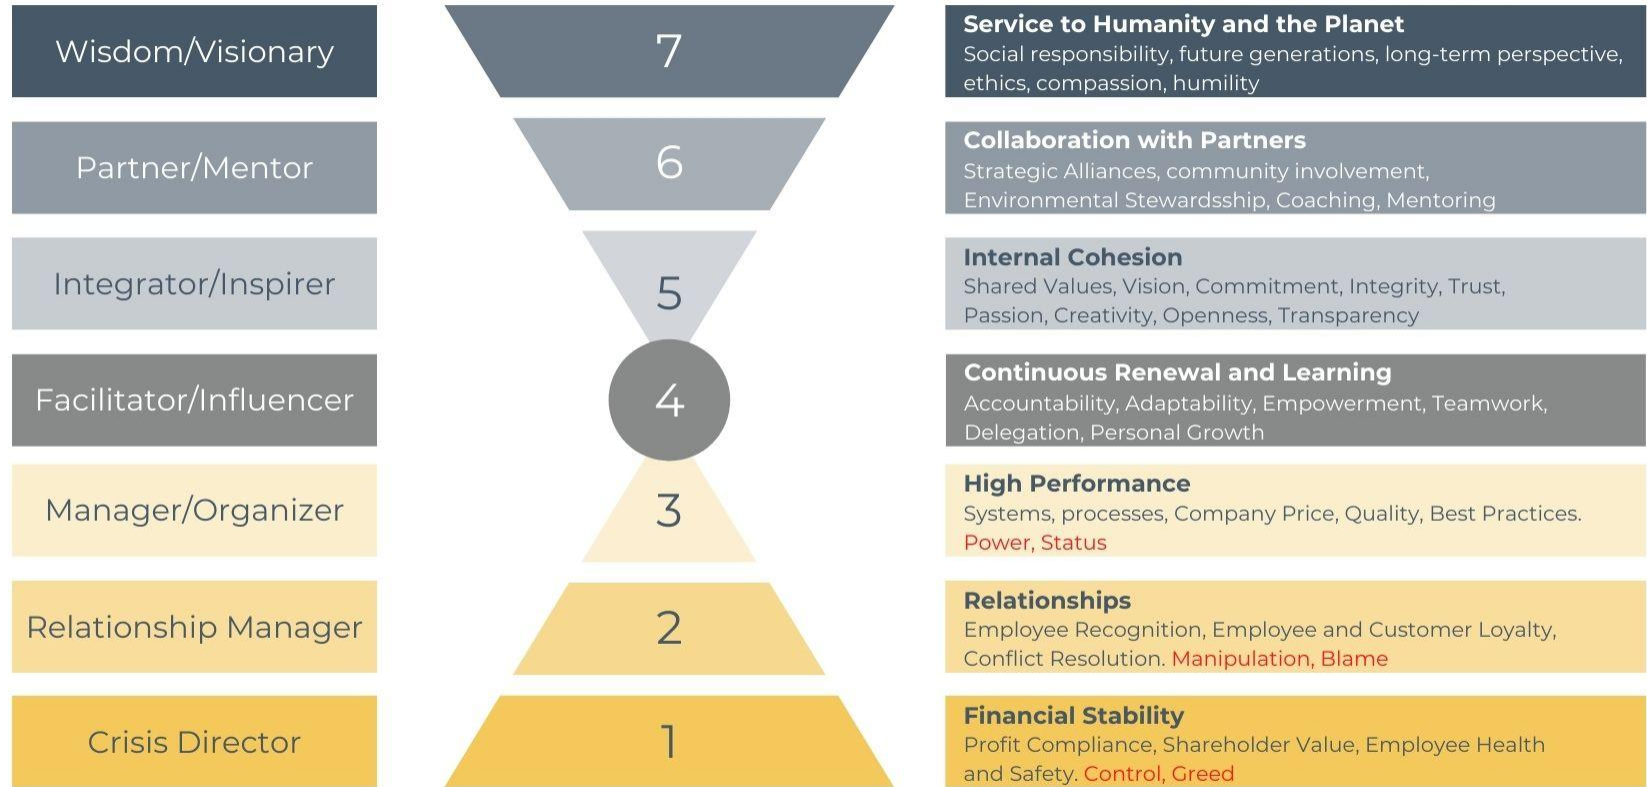 Wisdom/Visionary
7
Service to Humanity and the Planet
Social responsibility, future generations, long-term perspective,
ethics, compassion, humility
Partner/Mentor
6
Collaboration with Partners
Strategic Alliances, community involvement,
Environmental Stewardsship, Coaching, Mentoring
Integrator/Inspirer
5
Internal Cohesion
Shared Values, Vision, Commitment, Integrity, Trust,
Passion, Creativity, Openness, Transparency
Facilitator/Influencer
4
Continuous Renewal and Learning
Accountability, Adaptability, Empowerment, Teamwork,
Delegation, Personal Growth
Manager/Organizer
3
High Performance
Systems, processes, Company Price, Quality, Best Practices.
Power, Status
Relationship Manager
2
Relationships
Employee Recognition, Employee and Customer Loyalty,
Conflict Resolution. Manipulation, Blame
Crisis Director
1
Financial Stability
Profit Compliance, Shareholder Value, Employee Health
and Safety. Control, Greed